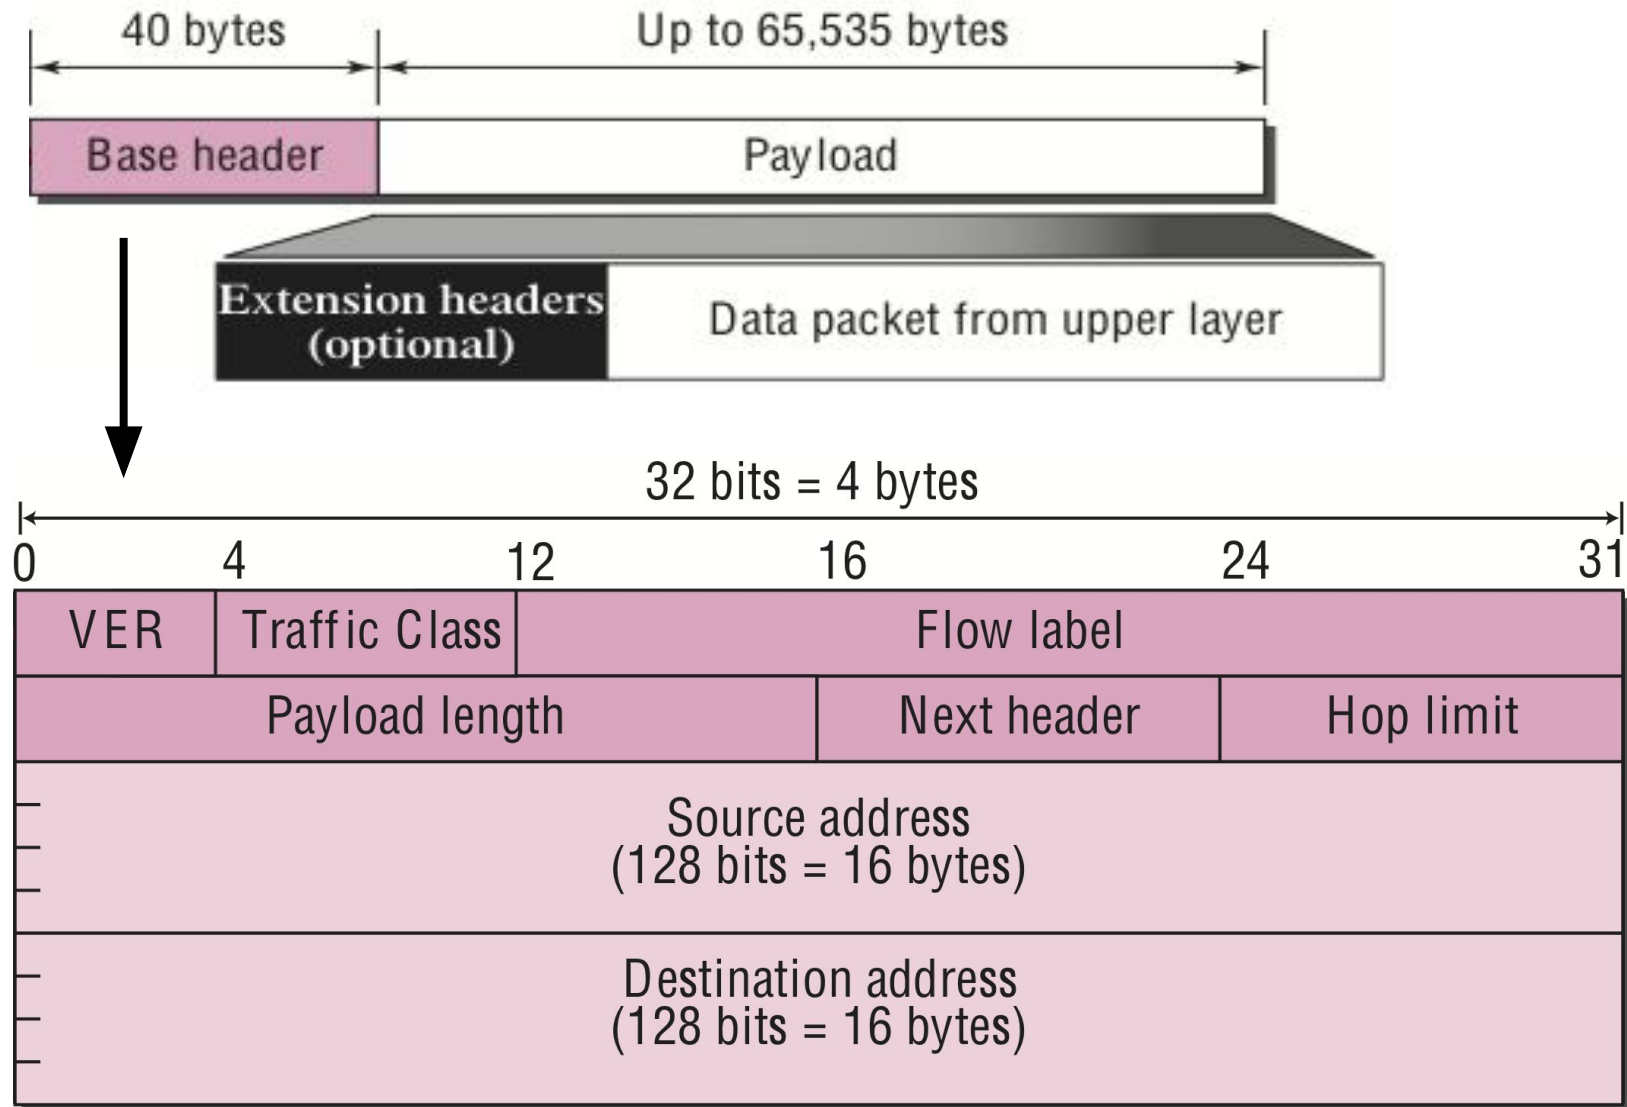 40 bytes
Up to 65,535 bytes
Base header
Payload
Extension headers
(optional)
Data packet from upper layer
32 bits = 4 bytes
0 4 12 16 24 31
VER Traffic Class Flow label
Payload length Next header Hop limit
Source address
(128 bits = 16 bytes)
Destination address
(128 bits = 16 bytes)